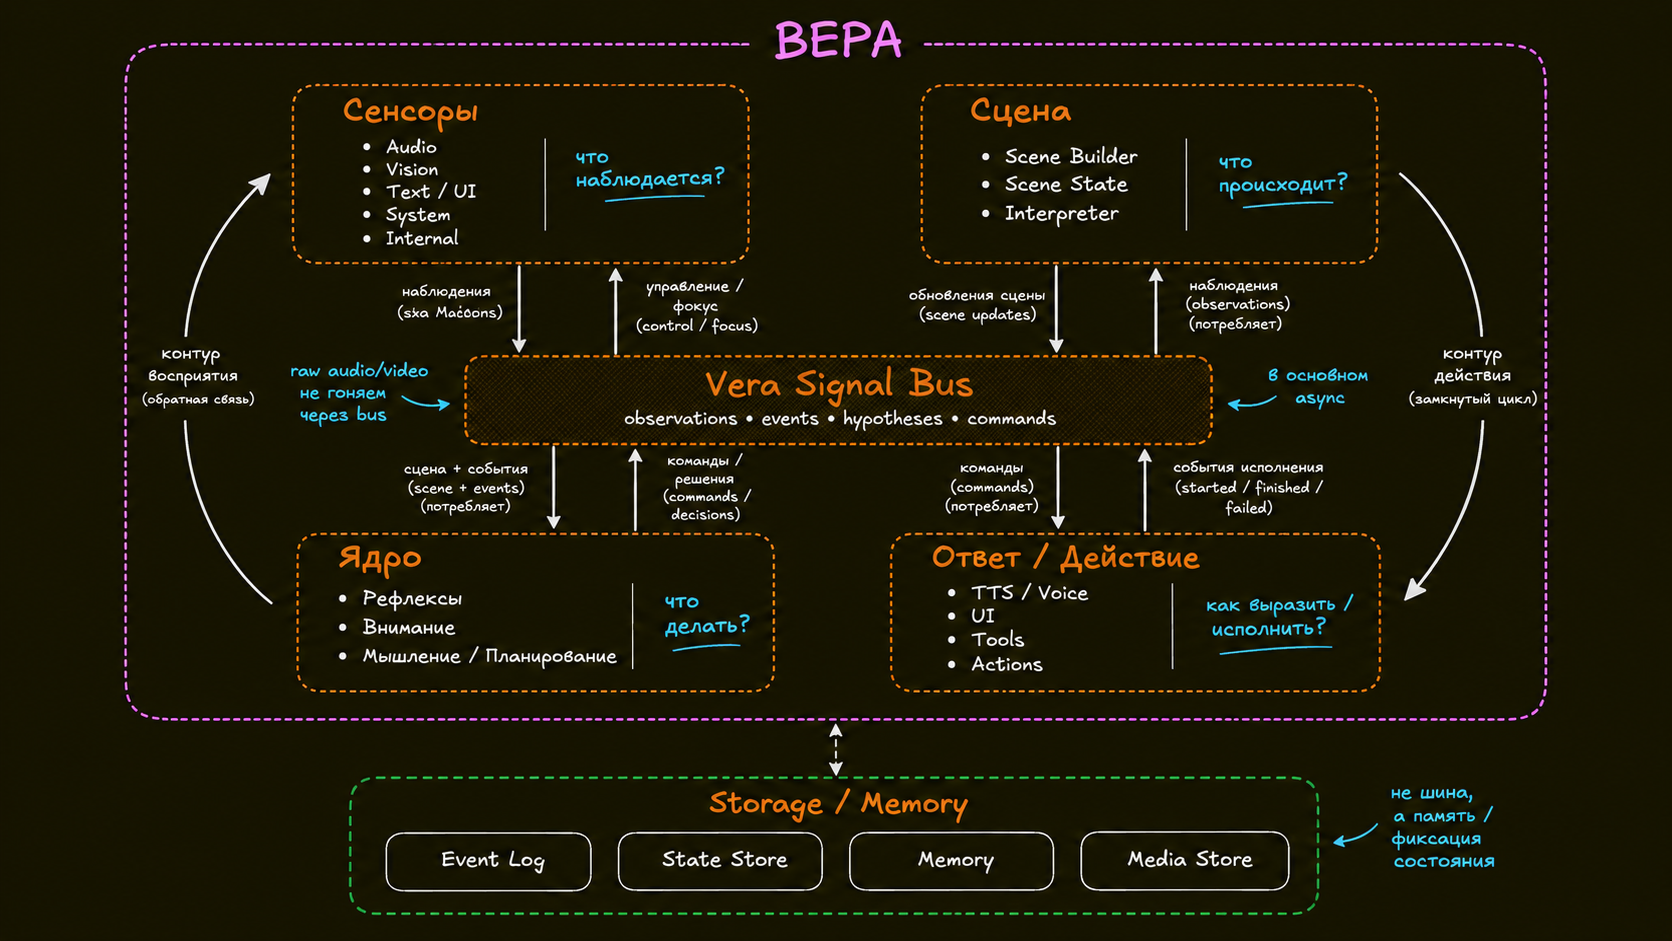 ВЕРА
Сенсоры
• Audio
• Vision
• Text / UI
• System
• Internal
что
наблюдается?
Сцена
• Scene Builder
• Scene State
• Interpreter
что
происходит?
наблюдения
управление /
фокус
(control / focus)
обновления сцены
(scene updates)
наблюдения
(observations)
(потребляет)
контур
восприятия
(обратная связь)
raw audio/video
не гоняем
через bus
Vera Signal Bus
observations • events • hypotheses • commands
в основном
async
контур
действия
(замкнутый цикл)
сцена + события
(scene + events)
(потребляет)
команды /
решения
(commands /
decisions)
команды
(commands)
(потребляет)
события исполнения
(started / finished /
failed)
Ядро
• Рефлексы
• Внимание
• Мышление / Планирование
что
делать?
Ответ / Действие
• TTS / Voice
• UI
• Tools
• Actions
как выразить /
исполнить?
Storage / Memory
Event Log
State Store
Memory
Media Store
не шина,
а память /
фиксация
состояния